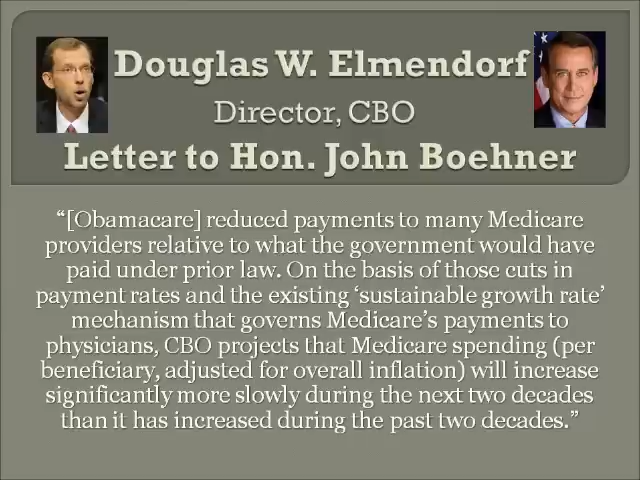 Douglas W. Elmendorf
Director, CBO
Letter to Hon. John Boehner
“[Obamacare] reduced payments to many Medicare
providers relative to what the government would have
paid under prior law. On the basis of those cuts in
payment rates and the existing ‘sustainable growth rate’
mechanism that governs Medicare’s payments to
physicians, CBO projects that Medicare spending (per
beneficiary, adjusted for overall inflation) will increase
significantly more slowly during the next two decades
than it has increased during the past two decades.”